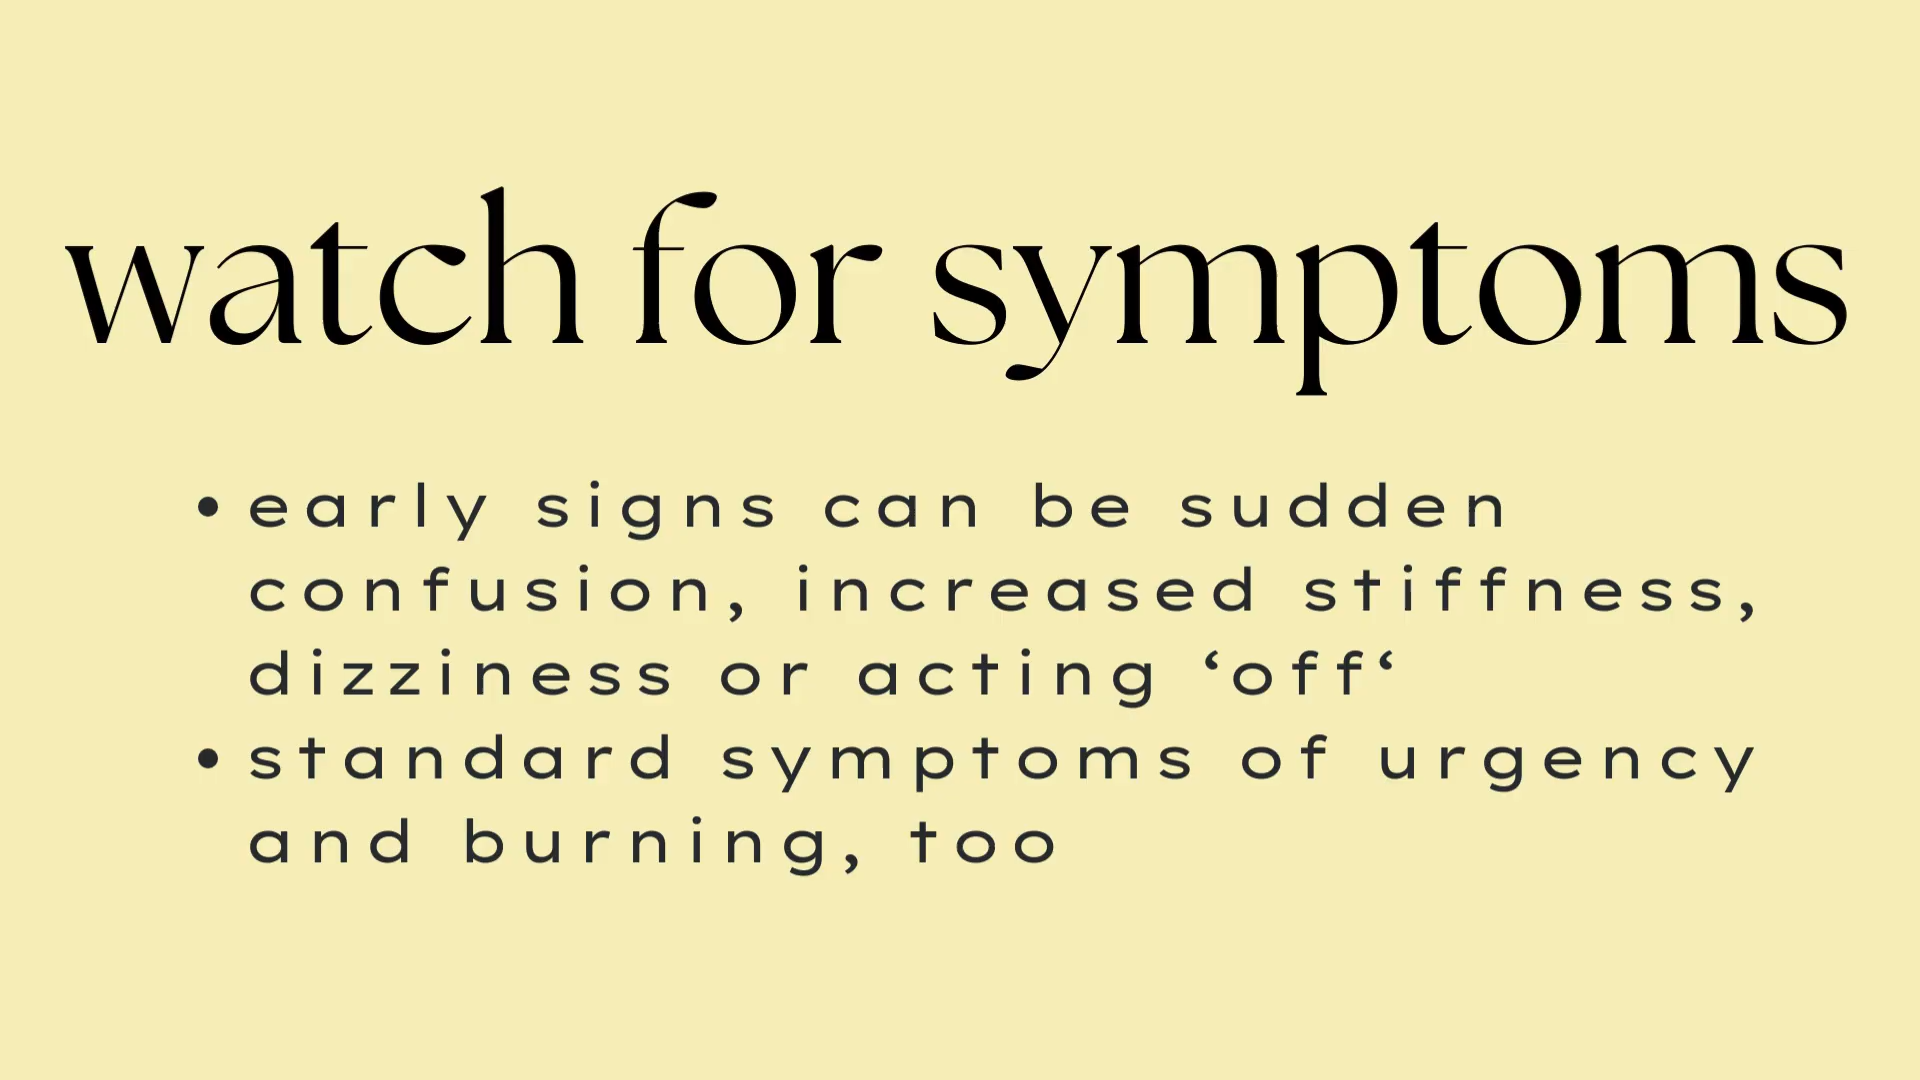 watch for symptoms
• early signs can be sudden
confusion, increased stiffness,
dizziness or acting ‘off‘
• standard symptoms of urgency
and burning, too